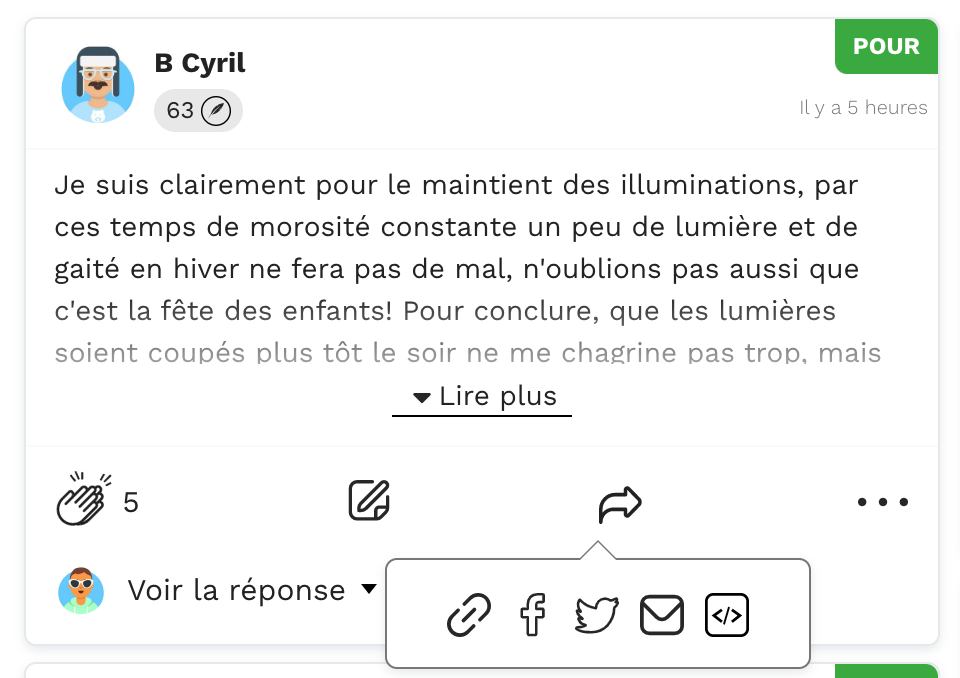 B Cyril
POUR
63
Il y a 5 heures
Je suis clairement pour le maintient des illuminations, par
ces temps de morosité constante un peu de lumière et de
gaité en hiver ne fera pas de mal, n'oublions pas aussi que
c'est la fête des enfants! Pour conclure, que les lumières
soient coupés plus tôt le soir ne me chagrine pas trop, mais
Lire plus
5
Voir la réponse